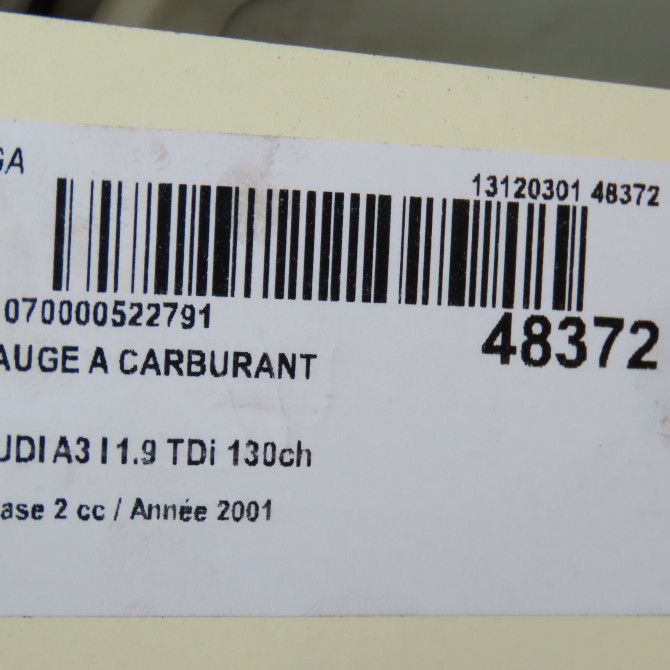 GA
13120301 48372
070000522791
48372
AUGE A CARBURANT
UDI A3 I 1.9 TDi 130ch
ase 2 cc / Année 2001